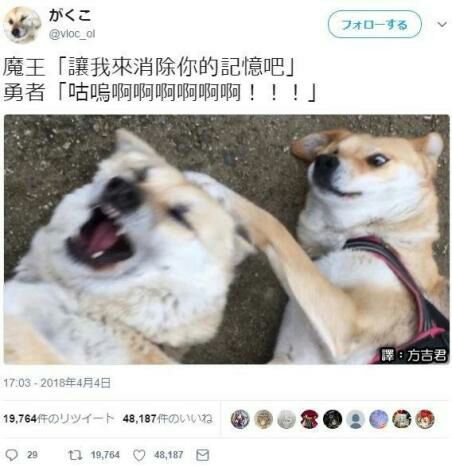 がくこ
@vioc_ol
フォローする
魔王「讓我來消除你的記憶吧」
勇者「咕嗚啊啊啊啊啊啊！！！」
譯：方吉君
17:03 - 2018年4月4日
19,764件のリツイート 48,187件のいいね
29 19,764 48,187